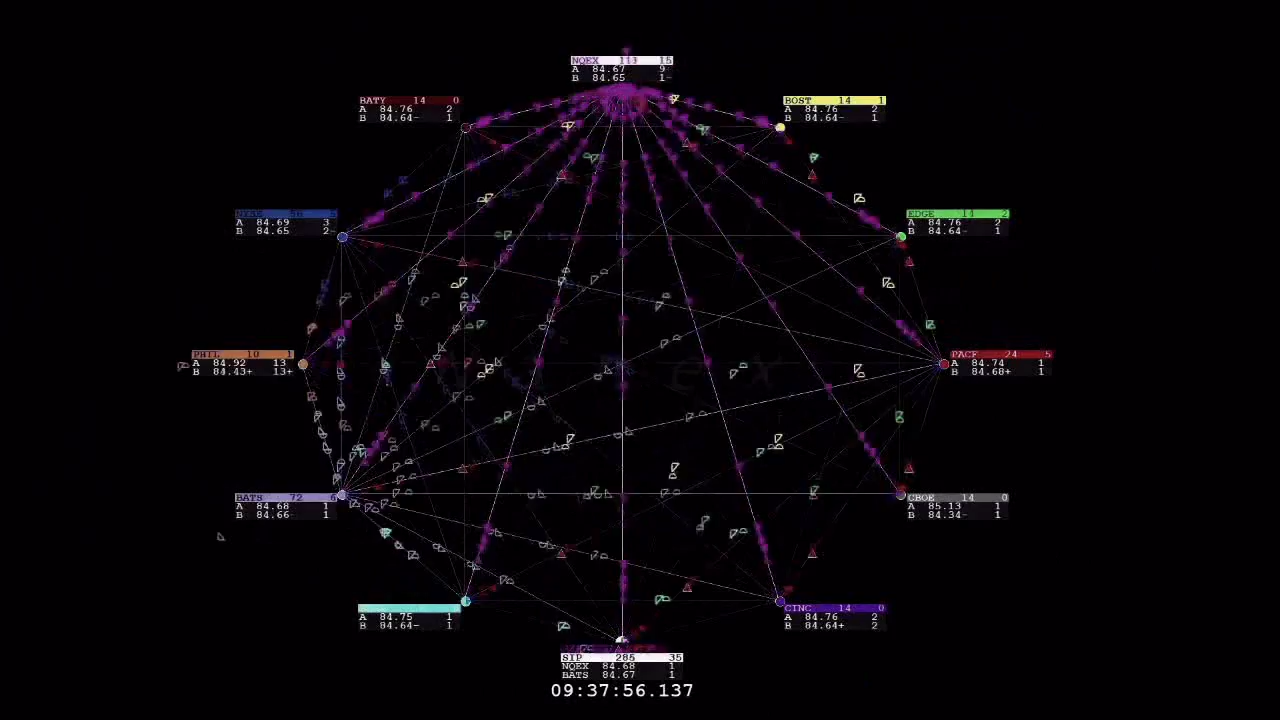 NQEX 113 15
A 84.67 9
B 84.65 1-
BATY 14 0
A 84.76 2
B 84.64- 1
BOST 14 1
A 84.76 2
B 84.64- 1
56
A 84.69 3
B 84.65 2-
EDGE 14 2
A 84.76 2
B 84.64- 1
PHIL 10 1
A 84.92 13-
B 84.43+ 13+
PACF 24 5
A 84.74 1
B 84.68+ 1
BATS 72 6
A 84.68 1
B 84.66- 1
CBOE 14 0
A 85.13 1
B 84.34- 1
A 84.75 1
B 84.64- 1
CINC 14 0
A 84.76 2
B 84.64+ 2
SIP 285 35
NQEX 84.68 1
BATS 84.67 1
09:37:56.137